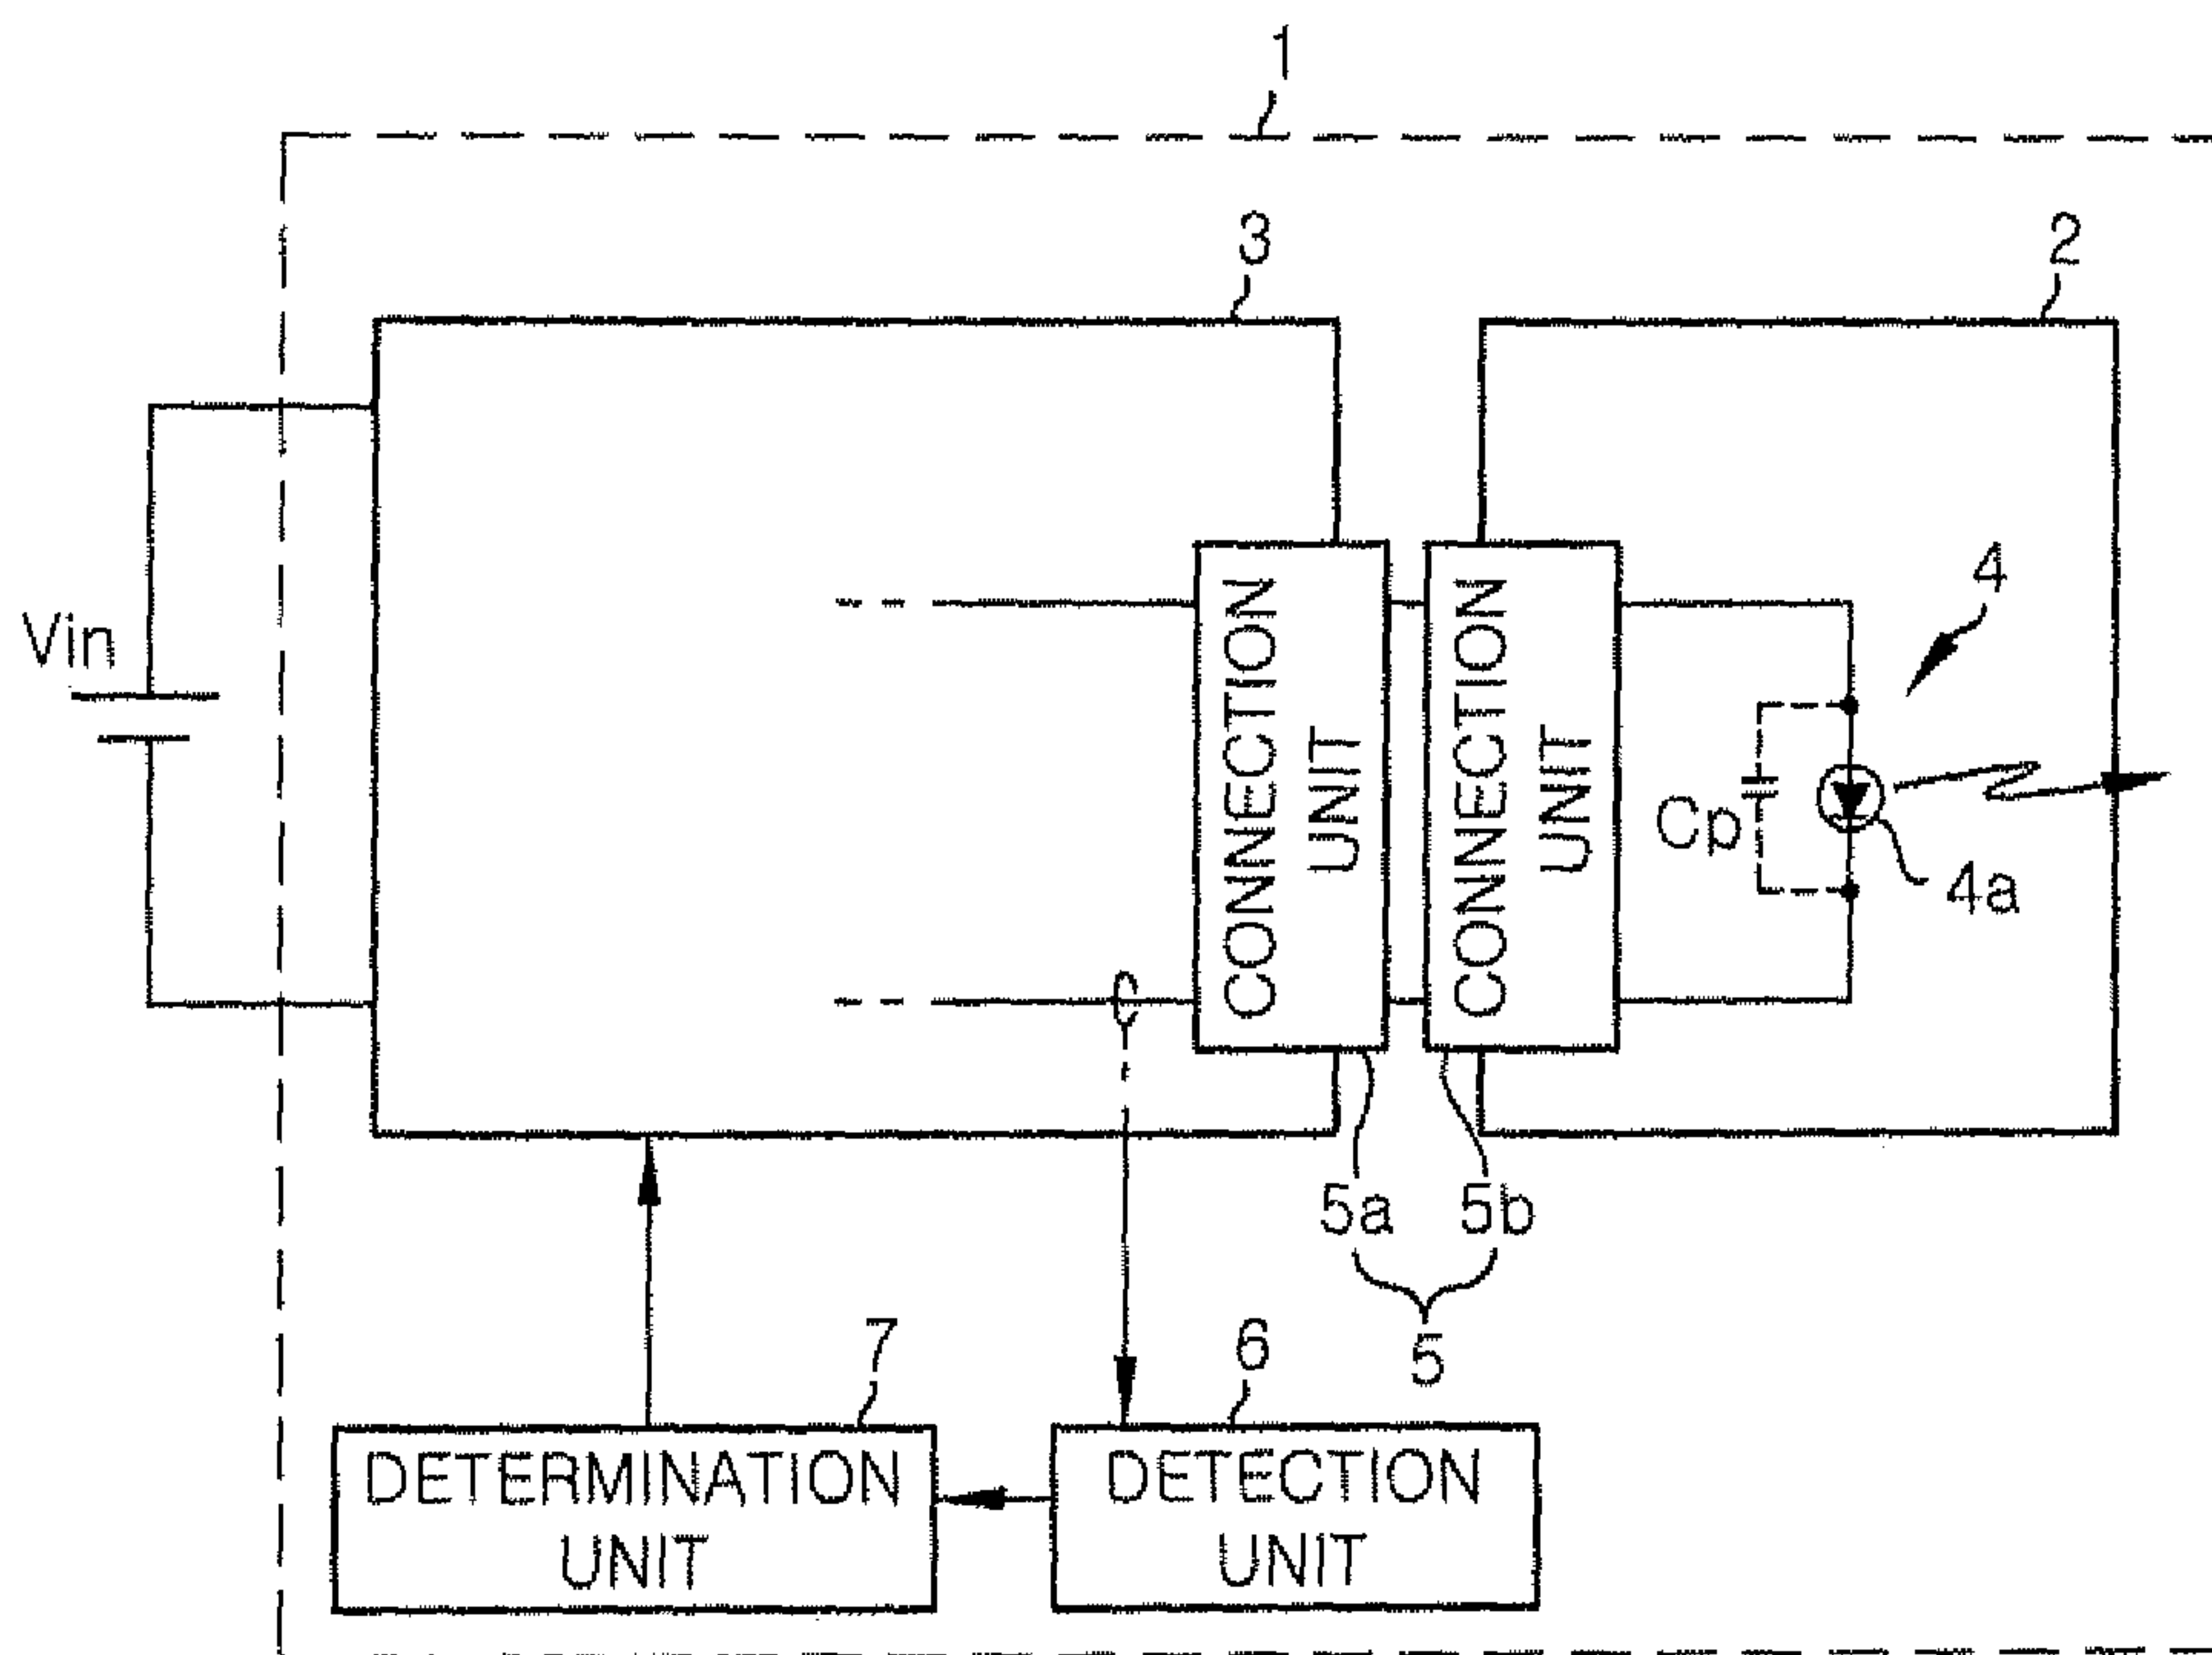 1
3
2
Vin
CONNECTION
UNIT
CONNECTION
UNIT
4
Cp
4a
5a
5b
5
7
6
DETERMINATION
UNIT
DETECTION
UNIT